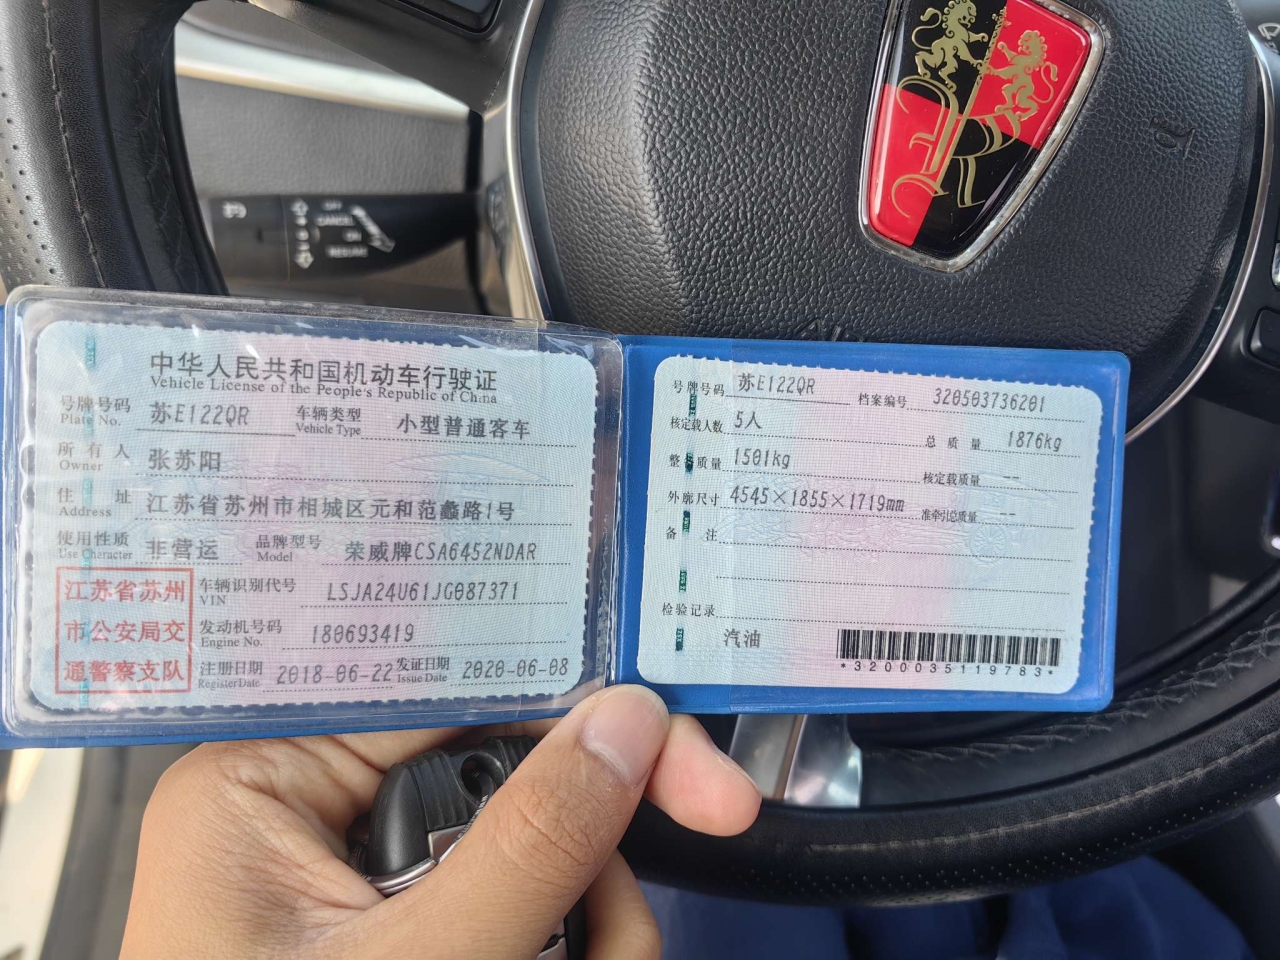 OFF
CANCEL
ON
RESUME
中华人民共和国机动车行驶证
Vehicle License of the People's Republic of China
号牌号码 苏E122QR 车辆类型 小型普通客车
Plate No. Vehicle Type
所有人 张苏阳
Owner
住址 江苏省苏州市相城区元和范蠡路1号
Address
使用性质 非营运 品牌型号 荣威牌CSA6452NDAR
Use Character Model
江苏省苏州
市公安局交
通警察支队
车辆识别代号 LSJA24U61JG087371
VIN
发动机号码 180693419
Engine No.
注册日期 2018-06-22 发证日期 2020-06-08
Register Date Issue Date
号牌号码 苏E122QR 档案编号 320503736201
核定载人数 5人 总质量 1876kg
整备质量 1501kg 核定载质量 --
外廓尺寸 4545×1855×1719mm 准牵引总质量 --
备注
检验记录
汽油
*3200035119783*